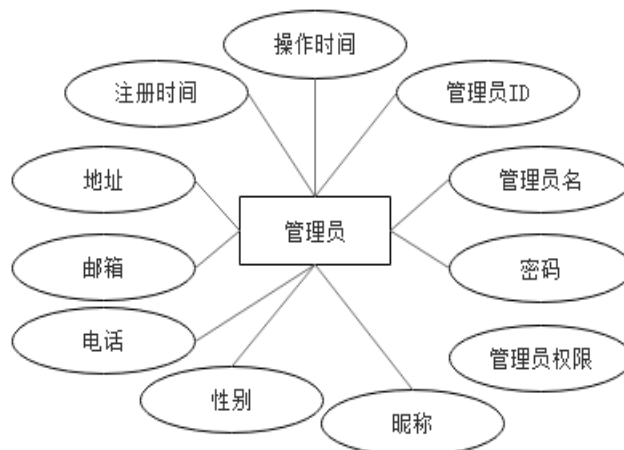 操作时间
注册时间
管理员ID
地址
管理员名
管理员
邮箱
密码
电话
管理员权限
性别
昵称